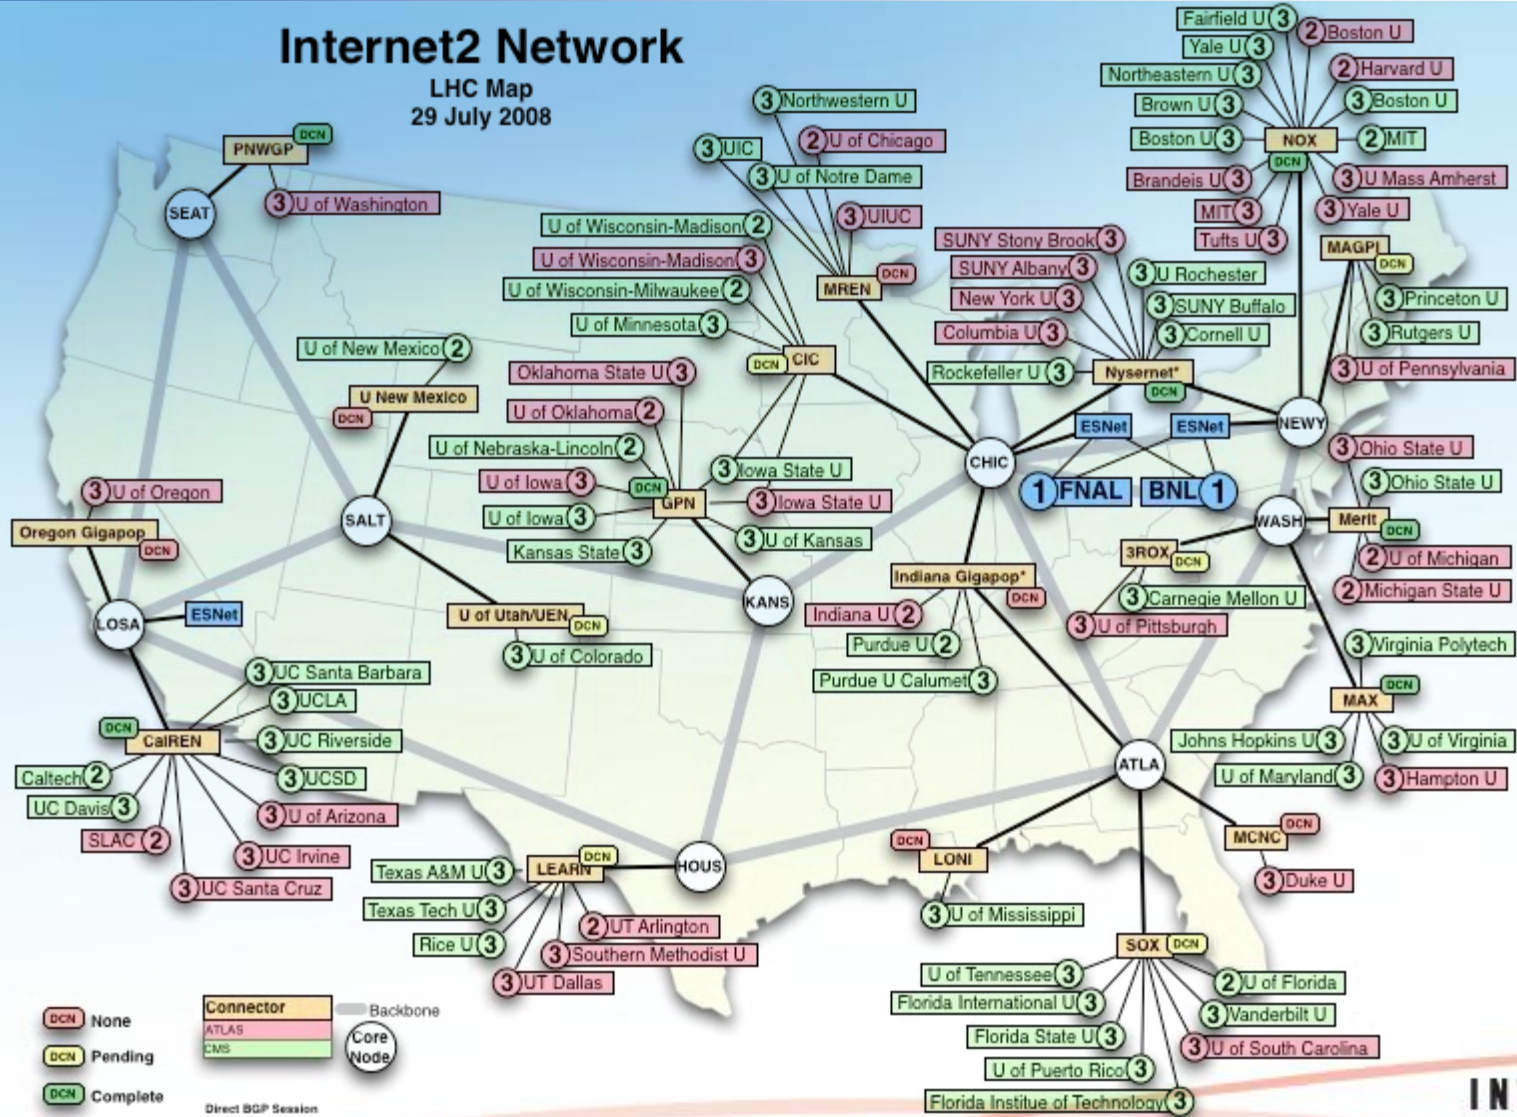 Internet2 Network
LHC Map
29 July 2008
PNWGP
DCN
3 U of Washington
SEAT
3 Northwestern U
3 UIC
2 U of Chicago
3 U of Notre Dame
3 UIUC
MREN
DCN
Fairfield U 3
2 Boston U
Yale U 3
Northeastern U 3
2 Harvard U
Brown U 3
3 Boston U
Boston U 3
NOX
2 MIT
DCN
Brandeis U 3
3 U Mass Amherst
MIT 3
3 Yale U
Tufts U 3
MAGPI
DCN
3 Princeton U
3 Rutgers U
3 U of Pennsylvania
U of Wisconsin-Madison 2
U of Wisconsin-Madison 3
U of Wisconsin-Milwaukee 2
U of Minnesota 3
DCN
CIC
SUNY Stony Brook 3
SUNY Albany 3
New York U 3
Columbia U 3
Rockefeller U 3
3 U Rochester
3 SUNY Buffalo
3 Cornell U
Nysernet*
DCN
U of New Mexico 2
U New Mexico
DCN
Oklahoma State U 3
U of Oklahoma 2
U of Nebraska-Lincoln 2
U of Iowa 3
U of Iowa 3
Kansas State 3
DCN
GPN
3 Iowa State U
3 Iowa State U
3 U of Kansas
ESNet
ESNet
NEWY
CHIC
1 FNAL
BNL 1
3 Ohio State U
3 Ohio State U
WASH
Merit
DCN
2 U of Michigan
2 Michigan State U
3ROX
DCN
3 Carnegie Mellon U
3 U of Pittsburgh
3 U of Oregon
Oregon Gigapop
DCN
SALT
LOSA
ESNet
U of Utah/UEN
DCN
3 U of Colorado
KANS
Indiana Gigapop*
DCN
Indiana U 2
Purdue U 2
Purdue U Calumet 3
3 Virginia Polytech
DCN
MAX
Johns Hopkins U 3
3 U of Virginia
U of Maryland 3
3 Hampton U
3 UC Santa Barbara
3 UCLA
DCN
CalREN
3 UC Riverside
Caltech 2
3 UCSD
UC Davis 3
3 U of Arizona
SLAC 2
3 UC Irvine
3 UC Santa Cruz
ATLA
HOUS
DCN
LEARN
Texas A&M U 3
Texas Tech U 3
Rice U 3
2 UT Arlington
3 Southern Methodist U
3 UT Dallas
DCN
LONI
3 U of Mississippi
DCN
MCNC
3 Duke U
SOX
DCN
U of Tennessee 3
2 U of Florida
Florida International U 3
3 Vanderbilt U
Florida State U 3
3 U of South Carolina
U of Puerto Rico 3
Florida Institue of Technology 3
DCN None
DCN Pending
DCN Complete
Connector
ATLAS
CMS
Backbone
Core
Node
Direct BGP Session
IN